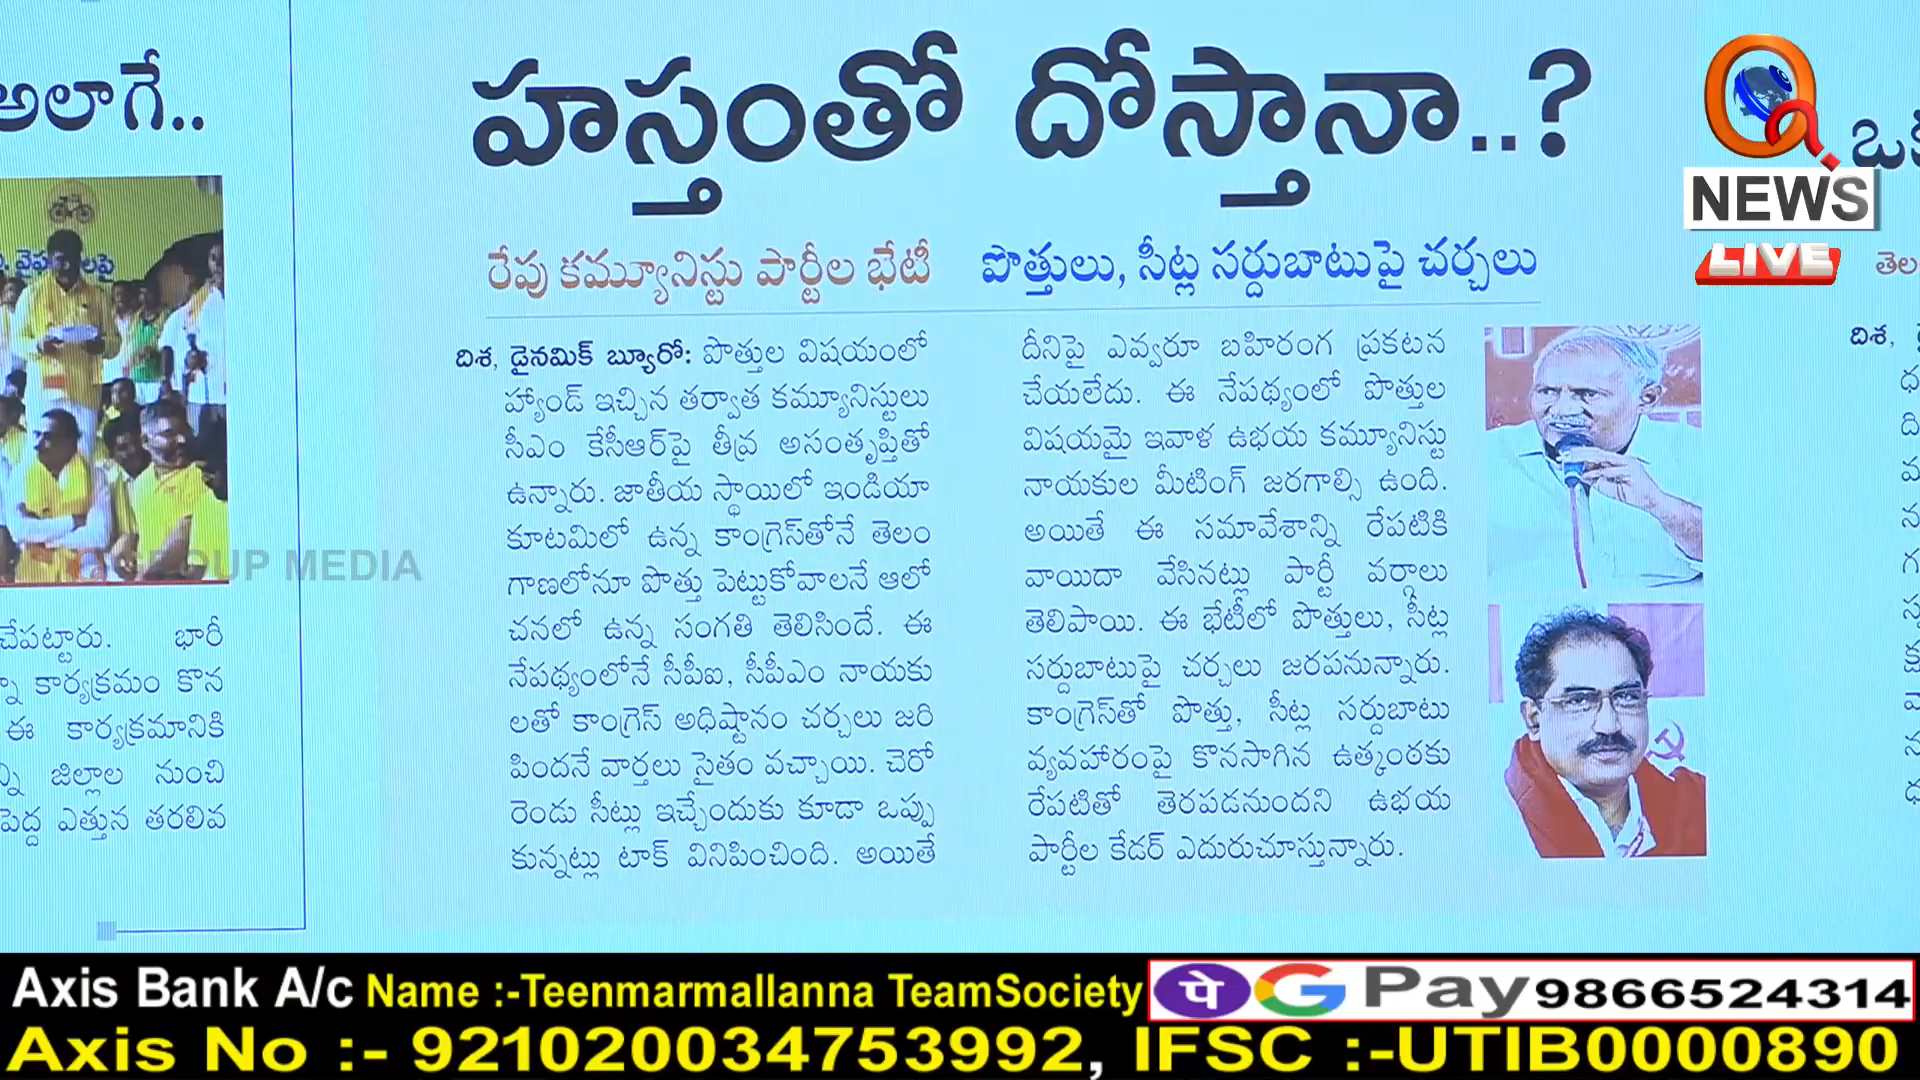 అలాగే..
హస్తంతో దోస్తానా..?
రేపు కమ్యూనిస్టు పార్టీల భేటీ
పొత్తులు, సీట్ల సర్దుబాటుపై చర్చలు
దిశ, డైనమిక్ బ్యూరో: పొత్తుల విషయంలో
హ్యాండ్ ఇచ్చిన తర్వాత కమ్యూనిస్టులు
సీఎం కేసీఆర్‌పై తీవ్ర అసంతృప్తితో
ఉన్నారు. జాతీయ స్థాయిలో ఇండియా
కూటమిలో ఉన్న కాంగ్రెస్‌తోనే తెలం
గాణలోనూ పొత్తు పెట్టుకోవాలనే ఆలో
చనలో ఉన్న సంగతి తెలిసిందే. ఈ
నేపథ్యంలోనే సీపీఐ, సీపీఎం నాయకు
లతో కాంగ్రెస్ అధిష్టానం చర్చలు జరి
పిందనే వార్తలు సైతం వచ్చాయి. చెరో
రెండు సీట్లు ఇచ్చేందుకు కూడా ఒప్పు
కున్నట్లు టాక్ వినిపించింది. అయితే
దీనిపై ఎవ్వరూ బహిరంగ ప్రకటన
చేయలేదు. ఈ నేపథ్యంలో పొత్తుల
విషయమై ఇవాళ ఉభయ కమ్యూనిస్టు
నాయకుల మీటింగ్ జరగాల్సి ఉంది.
అయితే ఈ సమావేశాన్ని రేపటికి
వాయిదా వేసినట్లు పార్టీ వర్గాలు
తెలిపాయి. ఈ భేటీలో పొత్తులు, సీట్ల
సర్దుబాటుపై చర్చలు జరపనున్నారు.
కాంగ్రెస్‌తో పొత్తు, సీట్ల సర్దుబాటు
వ్యవహారంపై కొనసాగిన ఉత్కంఠకు
రేపటితో తెరపడనుందని ఉభయ
పార్టీల కేడర్ ఎదురుచూస్తున్నారు.
చేపట్టారు. భారీ
కార్యక్రమం కొన
ఈ కార్యక్రమానికి
జిల్లాల నుంచి
పెద్ద ఎత్తున తరలివ
GROUP MEDIA
NEWS
LIVE
తెల
దిశ,
Axis Bank A/c Name :-Teenmarmallanna TeamSociety
पे G Pay 9866524314
Axis No :- 921020034753992, IFSC :-UTIB0000890